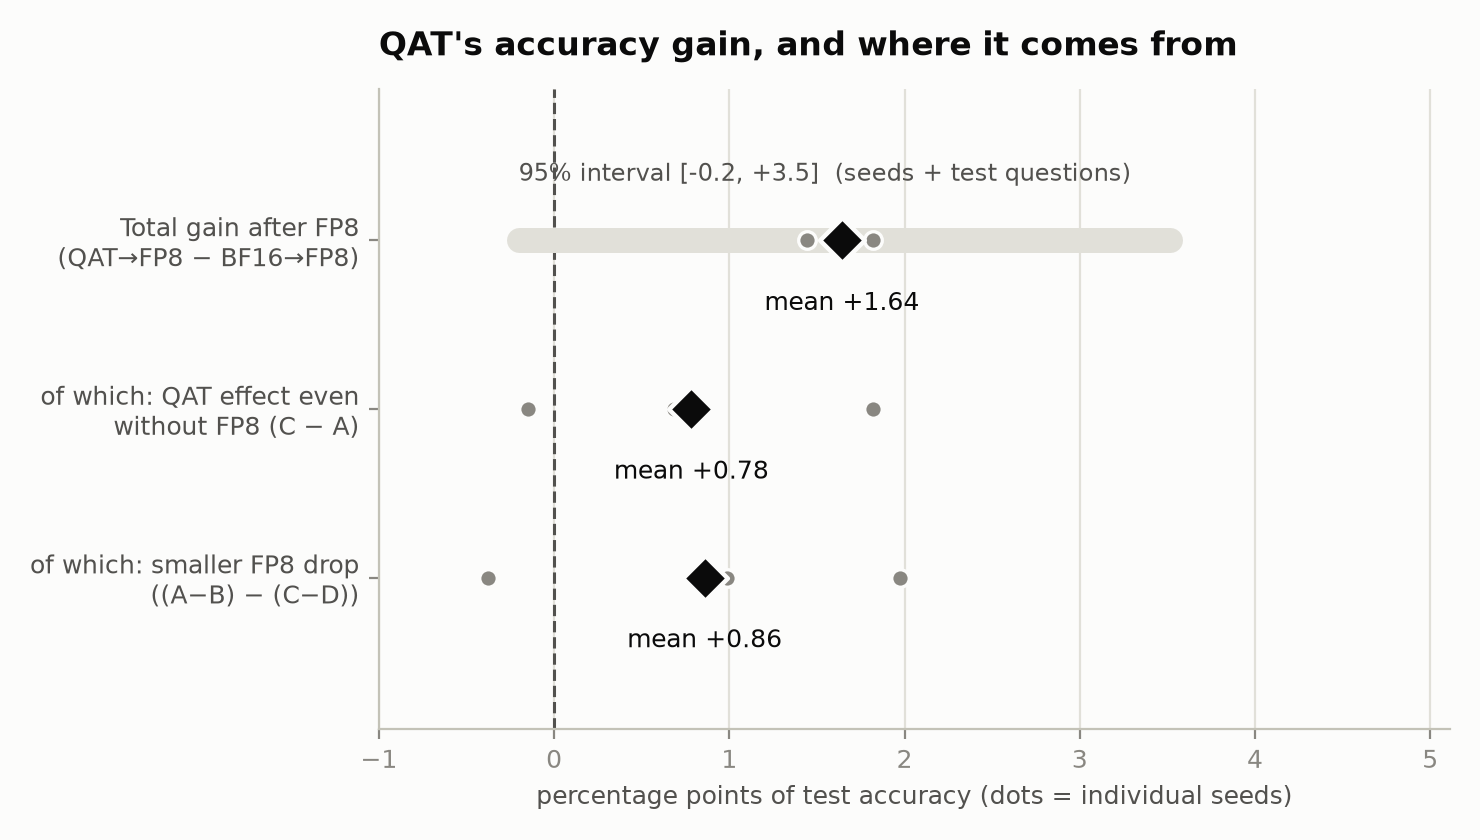 QAT's accuracy gain, and where it comes from
95% interval [-0.2, +3.5]  (seeds + test questions)
Total gain after FP8
(QAT→FP8 − BF16→FP8)
mean +1.64
of which: QAT effect even
without FP8 (C − A)
mean +0.78
of which: smaller FP8 drop
((A−B) − (C−D))
mean +0.86
−1 0 1 2 3 4 5
percentage points of test accuracy (dots = individual seeds)